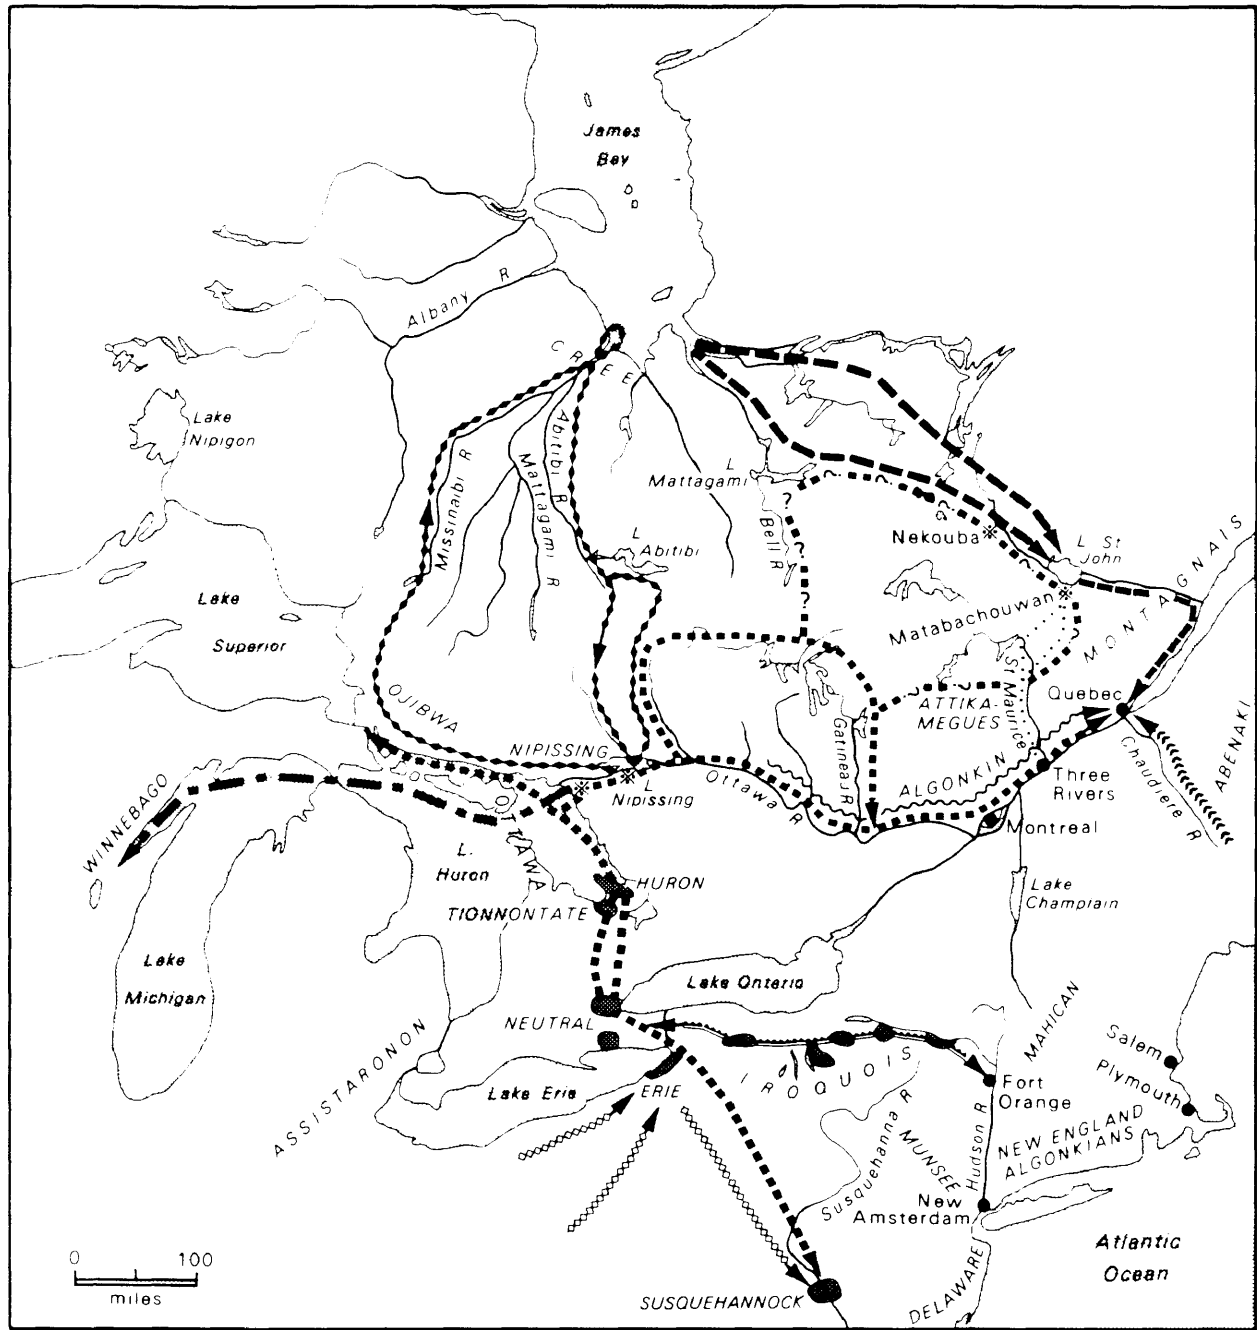 James
Bay
Albany R
CREE
Lake
Nipigon
L
Mattagami
Abitibi R
Mattagami R
Missinaibi R
Bell R
?
?
Nekouba
L St
John
L
Abitibi
Lake
Superior
Matabachouwan
MONTAGNAIS
St Maurice
OJIBWA
Quebec
ATTIKA-
MEGUES
NIPISSING
Gatineau R
ALGONKIN
Chaudière R
ABENAKI
WINNEBAGO
L
Nipissing
Ottawa R
Three
Rivers
Montreal
OTTAWA
L.
Huron
HURON
TIONNONTATE
Lake
Champlain
Lake
Michigan
Lake Ontario
NEUTRAL
MAHICAN
Salem
Plymouth
ASSISTARONON
IROQUOIS
Lake Erie
ERIE
Fort
Orange
Susquehanna R
MUNSEE
Hudson R
NEW ENGLAND
ALGONKIANS
New
Amsterdam
Atlantic
Ocean
0 100
miles
SUSQUEHANNOCK
DELAWARE